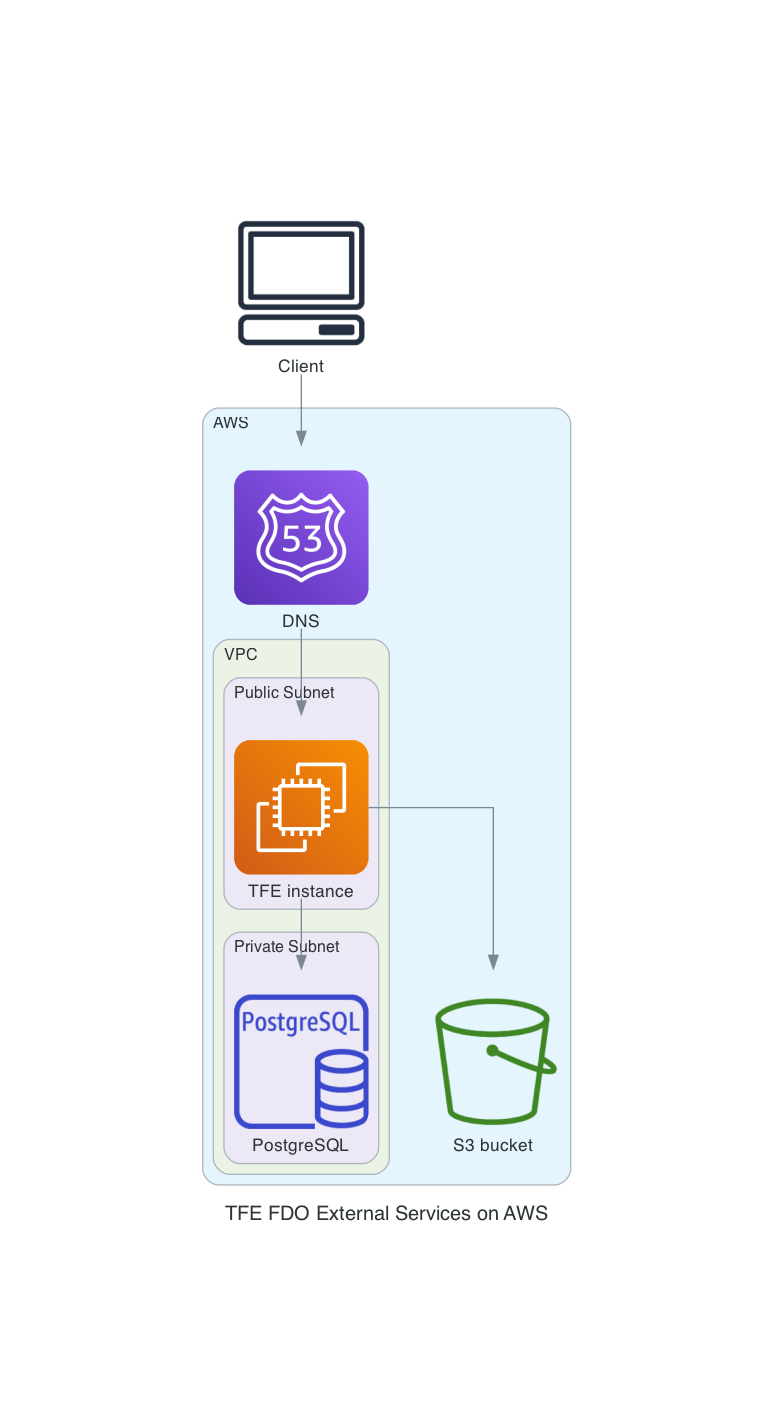 Client
AWS
53
DNS
VPC
Public Subnet
TFE instance
Private Subnet
PostgreSQL
PostgreSQL
S3 bucket
TFE FDO External Services on AWS